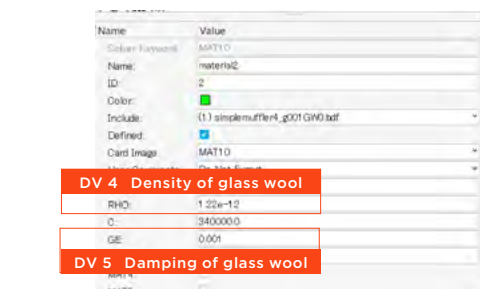 Name Value
Solver Keyword MAT10
Name: material2
ID: 2
Color:
Include: (1) simplemuffler4_g001GW0.bdf
Defined:
Card Image MAT10
DV 4 Density of glass wool
RHO: 1.22e-12
C: 340000.0
GE: 0.001
DV 5 Damping of glass wool